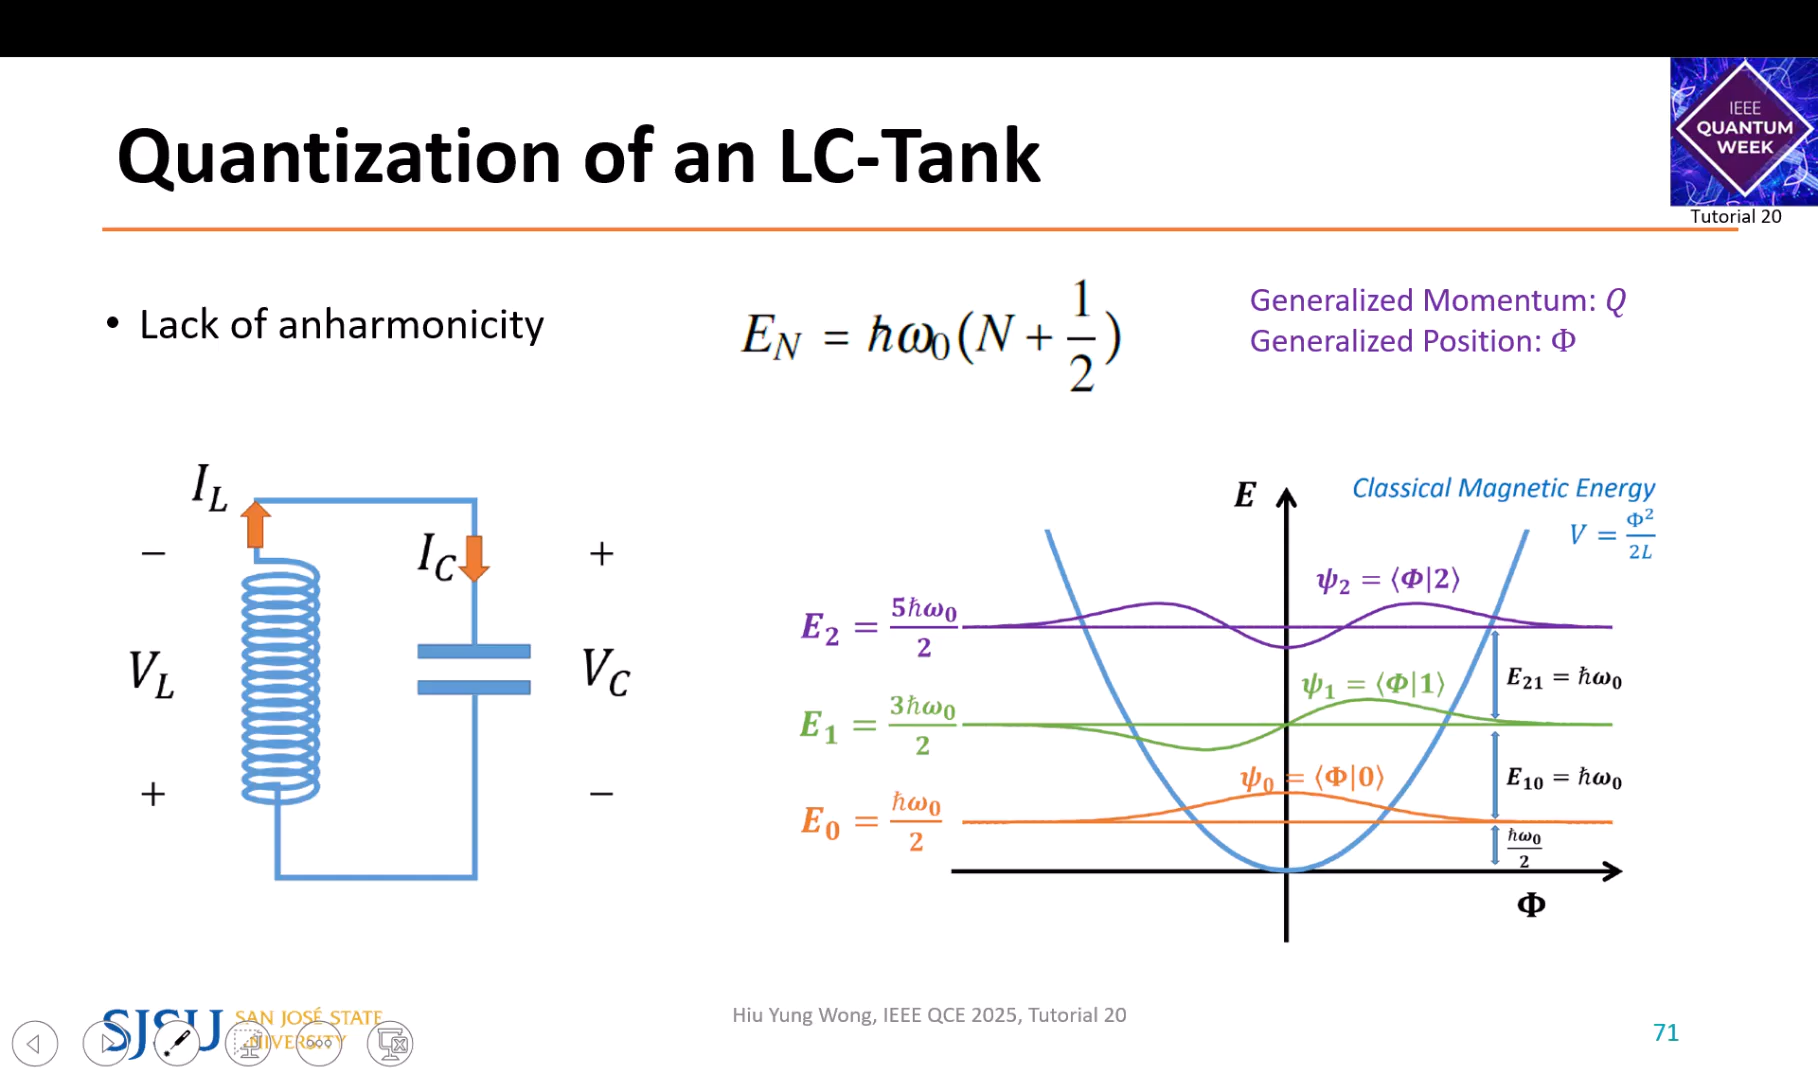 IEEE
QUANTUM
WEEK
Tutorial 20
Quantization of an LC-Tank
• Lack of anharmonicity
E_N = ħω₀(N + 1/2)
Generalized Momentum: Q
Generalized Position: Φ
I_L
I_C
−
+
V_L
V_C
+
−
E
Classical Magnetic Energy
V = Φ²/2L
ψ₂ = ⟨Φ|2⟩
E₂ = 5ħω₀/2
E₂₁ = ħω₀
ψ₁ = ⟨Φ|1⟩
E₁ = 3ħω₀/2
E₁₀ = ħω₀
ψ₀ = ⟨Φ|0⟩
E₀ = ħω₀/2
ħω₀/2
Φ
SJSU SAN JOSÉ STATE
UNIVERSITY
Hiu Yung Wong, IEEE QCE 2025, Tutorial 20
71